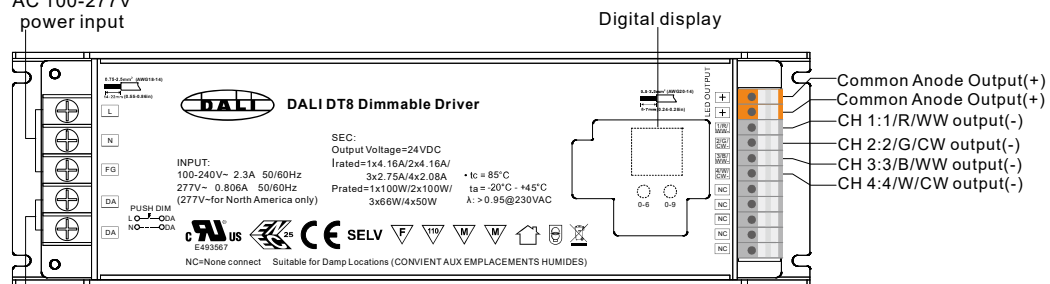 AC 100-277V
power input
Digital display
0.75-2.5mm² (AWG18-14)
L
N
FG
DA
DA
PUSH DIM
L DA
N DA
DALI
DALI DT8 Dimmable Driver
INPUT:
100-240V~ 2.3A 50/60Hz
277V~ 0.806A 50/60Hz
(277V~for North America only)
SEC:
Output Voltage=24VDC
Irated=1x4.16A/2x4.16A/
3x2.75A/4x2.08A
Prated=1x100W/2x100W/
3x66W/4x50W
• tc = 85°C
ta = -20°C - +45°C
λ: > 0.95@230VAC
C RU US
E493567
25
CE
SELV
F
110
M
M
NC=None connect Suitable for Damp Locations (CONVIENT AUX EMPLACEMENTS HUMIDES)
0-6 0-9
LED OUTPUT
+
+
1/R/
WW-
2/G/
CW-
3/B/
WW-
4/W/
CW-
NC
NC
NC
NC
NC
Common Anode Output(+)
Common Anode Output(+)
CH 1:1/R/WW output(-)
CH 2:2/G/CW output(-)
CH 3:3/B/WW output(-)
CH 4:4/W/CW output(-)